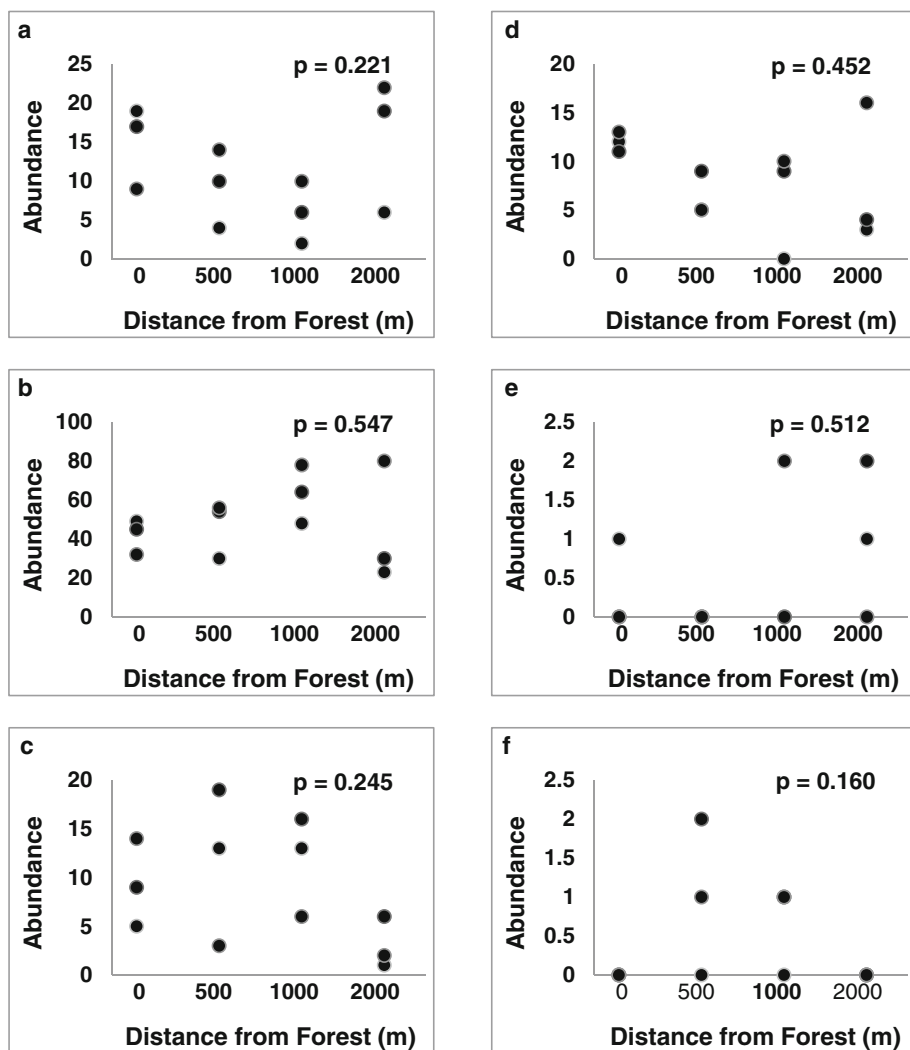 a
p = 0.221
25
20
15
10
5
0
Abundance
0 500 1000 2000
Distance from Forest (m)
b
p = 0.547
100
80
60
40
20
0
Abundance
0 500 1000 2000
Distance from Forest (m)
c
p = 0.245
20
15
10
5
0
Abundance
0 500 1000 2000
Distance from Forest (m)
d
p = 0.452
20
15
10
5
0
Abundance
0 500 1000 2000
Distance from Forest (m)
e
p = 0.512
2.5
2
1.5
1
0.5
0
Abundance
0 500 1000 2000
Distance from Forest (m)
f
p = 0.160
2.5
2
1.5
1
0.5
0
Abundance
0 500 1000 2000
Distance from Forest (m)